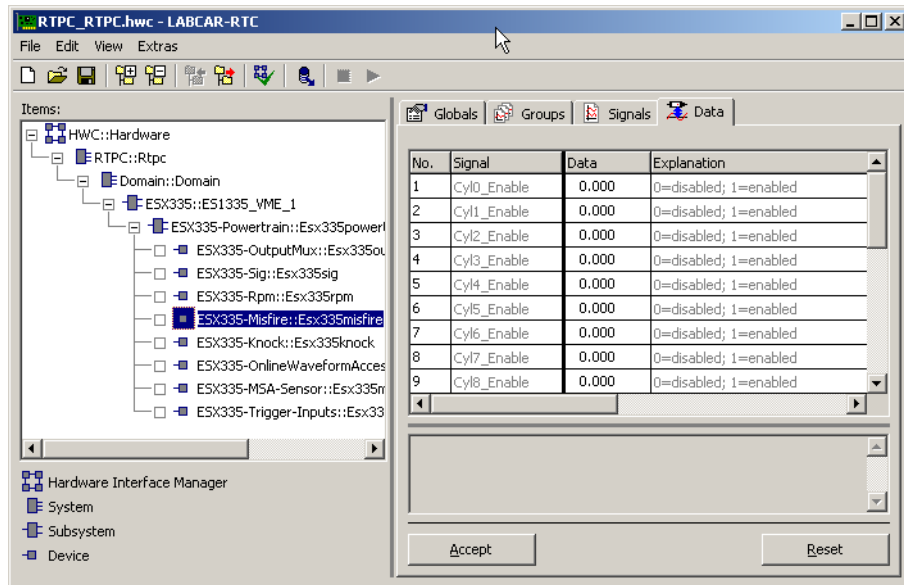 RTPC_RTPC.hwc - LABCAR-RTC
File Edit View Extras
Items:
HWC::Hardware
RTPC::Rtpc
Domain::Domain
ESX335::ES1335_VME_1
ESX335-Powertrain::Esx335power
ESX335-OutputMux::Esx335ou
ESX335-Sig::Esx335sig
ESX335-Rpm::Esx335rpm
ESX335-Misfire::Esx335misfire
ESX335-Knock::Esx335knock
ESX335-OnlineWaveformAcces
ESX335-MSA-Sensor::Esx335m
ESX335-Trigger-Inputs::Esx33
Hardware Interface Manager
System
Subsystem
Device
Globals Groups Signals Data
No. Signal Data Explanation
1 Cyl0_Enable 0.000 0=disabled; 1=enabled
2 Cyl1_Enable 0.000 0=disabled; 1=enabled
3 Cyl2_Enable 0.000 0=disabled; 1=enabled
4 Cyl3_Enable 0.000 0=disabled; 1=enabled
5 Cyl4_Enable 0.000 0=disabled; 1=enabled
6 Cyl5_Enable 0.000 0=disabled; 1=enabled
7 Cyl6_Enable 0.000 0=disabled; 1=enabled
8 Cyl7_Enable 0.000 0=disabled; 1=enabled
9 Cyl8_Enable 0.000 0=disabled; 1=enabled
Accept Reset